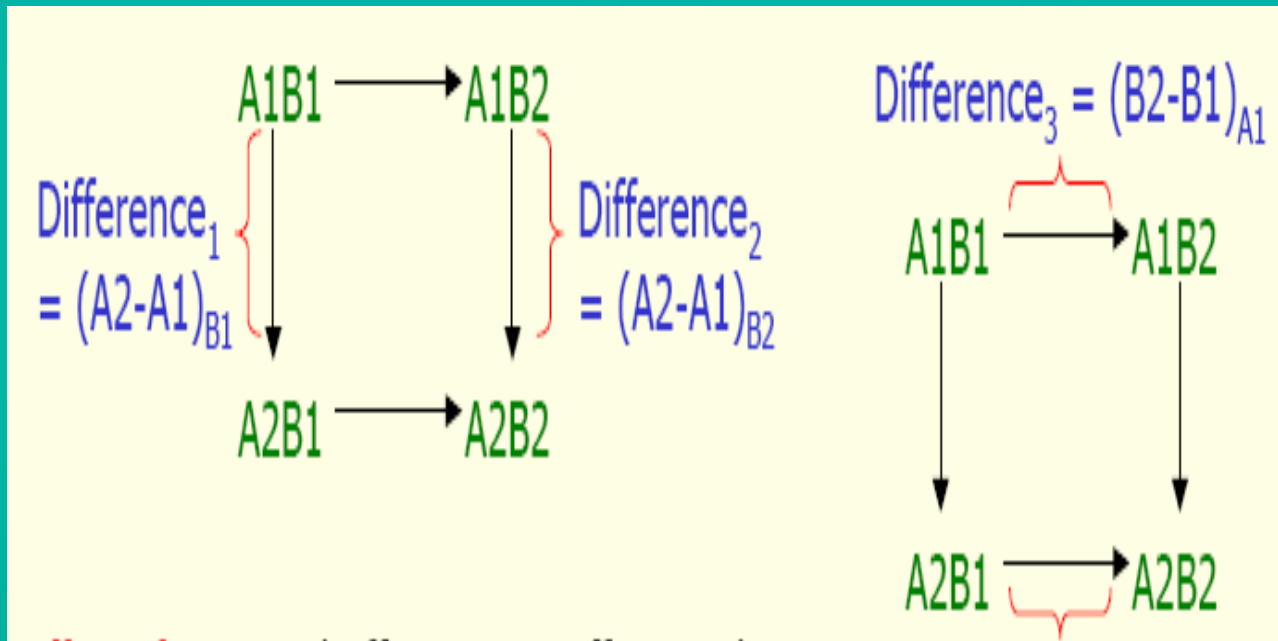 A1B1 A1B2
Difference1 = (A2-A1)B1
Difference2 = (A2-A1)B2
A2B1 A2B2
Difference3 = (B2-B1)A1
A1B1 A1B2
A2B1 A2B2